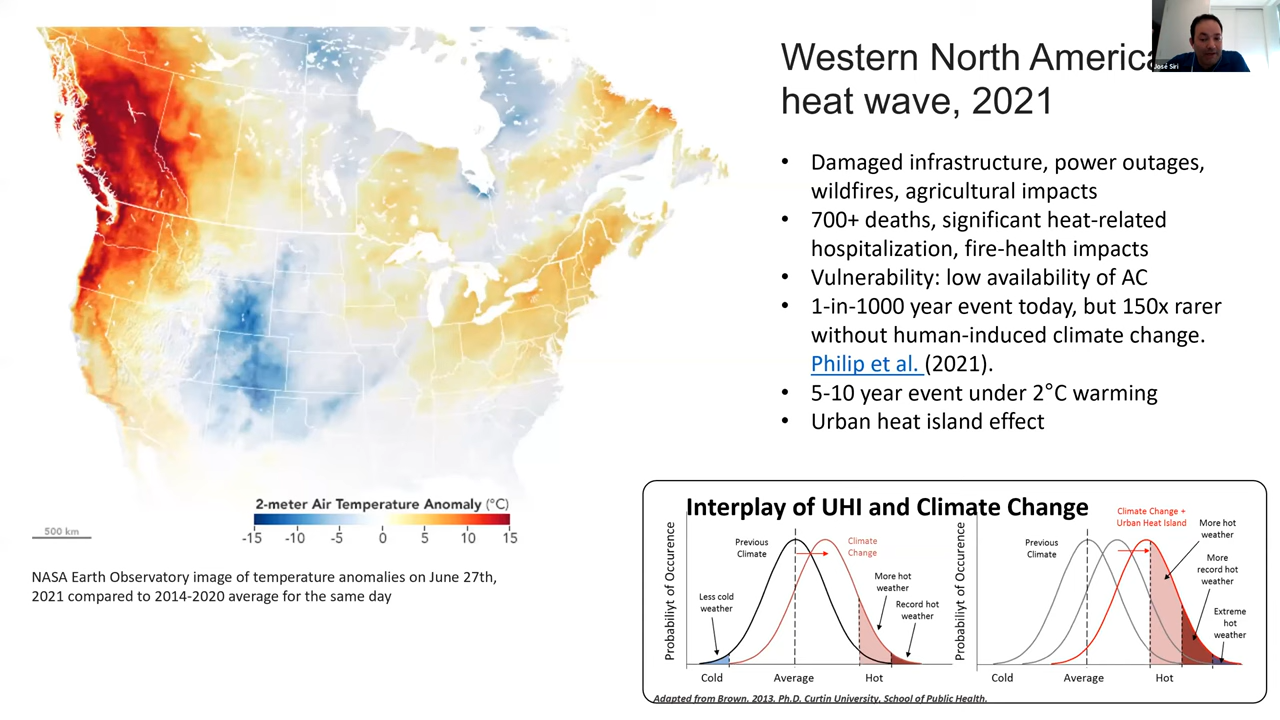 Western North America
heat wave, 2021
José Siri
• Damaged infrastructure, power outages,
wildfires, agricultural impacts
• 700+ deaths, significant heat-related
hospitalization, fire-health impacts
• Vulnerability: low availability of AC
• 1-in-1000 year event today, but 150x rarer
without human-induced climate change.
Philip et al. (2021).
• 5-10 year event under 2°C warming
• Urban heat island effect
2-meter Air Temperature Anomaly (°C)
-15 -10 -5 0 5 10 15
500 km
NASA Earth Observatory image of temperature anomalies on June 27th,
2021 compared to 2014-2020 average for the same day
Interplay of UHI and Climate Change
Probabiliyt of Occurence
Previous
Climate
Climate
Change
Less cold
weather
More hot
weather
Record hot
weather
Cold Average Hot
Probabiliyt of Occurence
Previous
Climate
Climate Change +
Urban Heat Island
More hot
weather
More
record hot
weather
Extreme
hot
weather
Cold Average Hot
Adapted from Brown. 2013. Ph.D. Curtin University, School of Public Health.